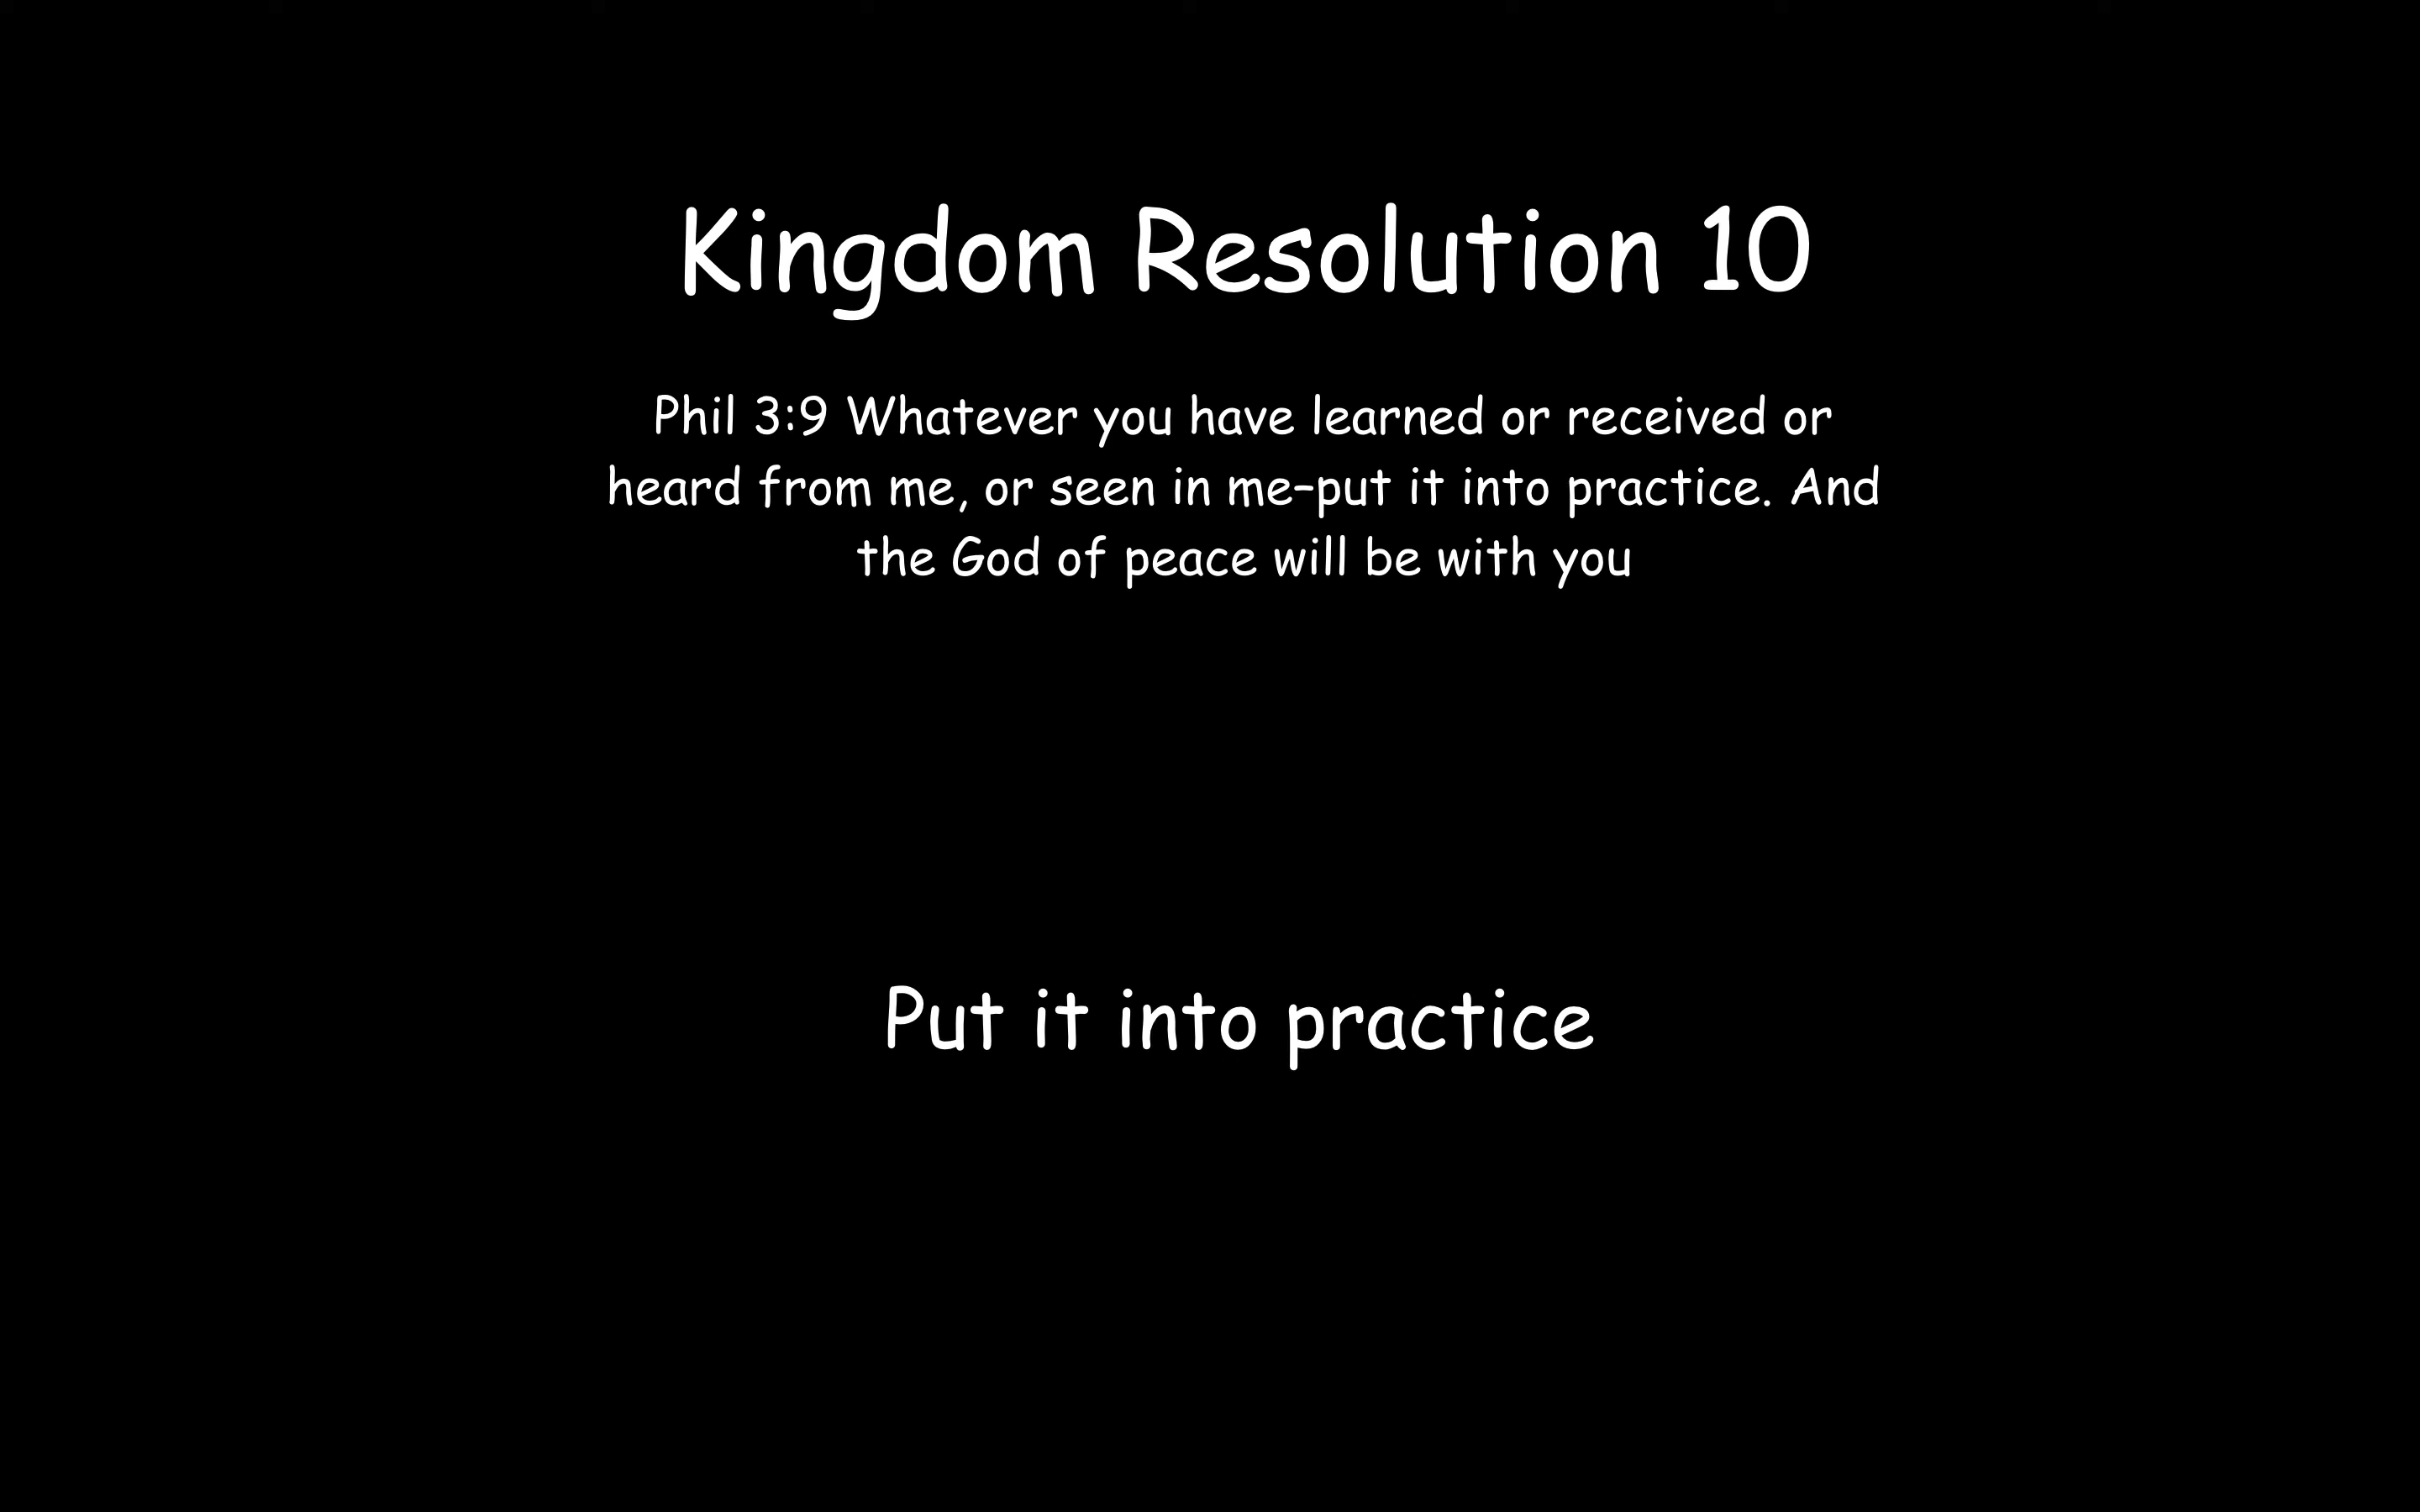 Kingdom Resolution 10
Phil 3:9 Whatever you have learned or received or
heard from me, or seen in me-put it into practice. And
the God of peace will be with you
Put it into practice